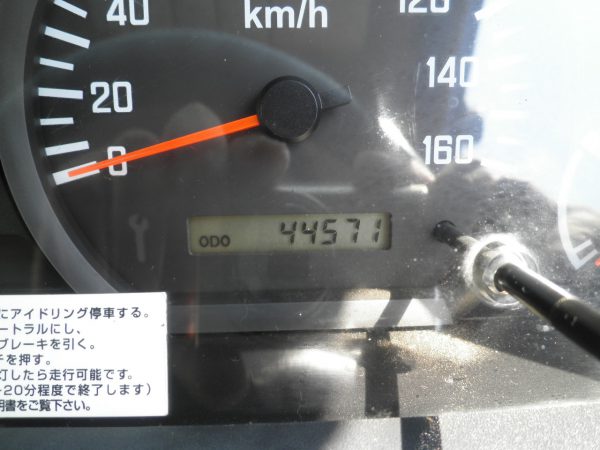 40
km/h
120
20
140
0
160
ODO 44571
にアイドリング停車する。
ートラルにし、
ブレーキを引く。
チを押す。
灯したら走行可能です。
20分程度で終了します)
明書をご覧下さい。